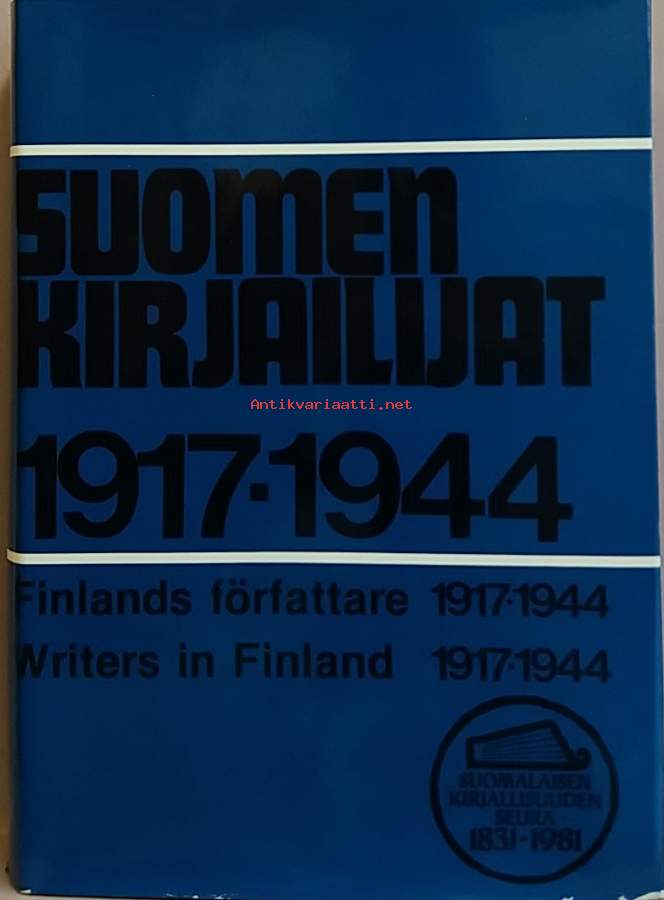 SUOMEN
KIRJAILIJAT
Antikvariaatti.net
1917·1944
Finlands författare 1917·1944
Writers in Finland 1917·1944
SUOMALAISEN
KIRJALLISUUDEN
SEURA
1831-1981